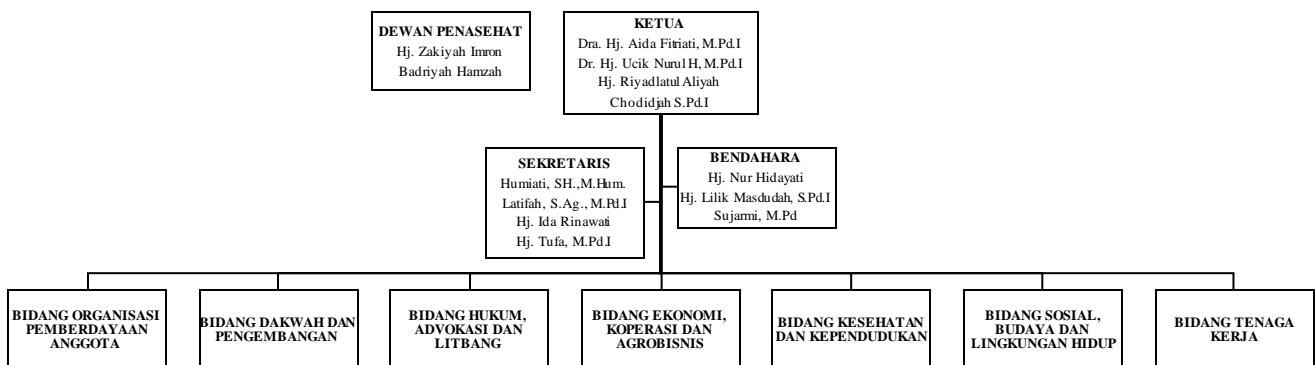 DEWAN PENASEHAT
Hj. Zakiyah Imron
Badriyah Hamzah
KETUA
Dra. Hj. Aida Fitriati, M.Pd.I
Dr. Hj. Ucik Nurul H, M.Pd.I
Hj. Riyadlatul Aliyah
Chodidjah S.Pd.I
SEKRETARIS
Humiati, SH.,M.Hum.
Latifah, S.Ag., M.Pd.I
Hj. Ida Rinawati
Hj. Tufa, M.Pd.I
BENDAHARA
Hj. Nur Hidayati
Hj. Lilik Masdudah, S.Pd.I
Sujarmi, M.Pd
BIDANG ORGANISASI
PEMBERDAYAAN
ANGGOTA
BIDANG DAKWAH DAN
PENGEMBANGAN
BIDANG HUKUM,
ADVOKASI DAN
LITBANG
BIDANG EKONOMI,
KOPERASI DAN
AGROBISNIS
BIDANG KESEHATAN
DAN KEPENDUDUKAN
BIDANG SOSIAL,
BUDAYA DAN
LINGKUNGAN HIDUP
BIDANG TENAGA
KERJA